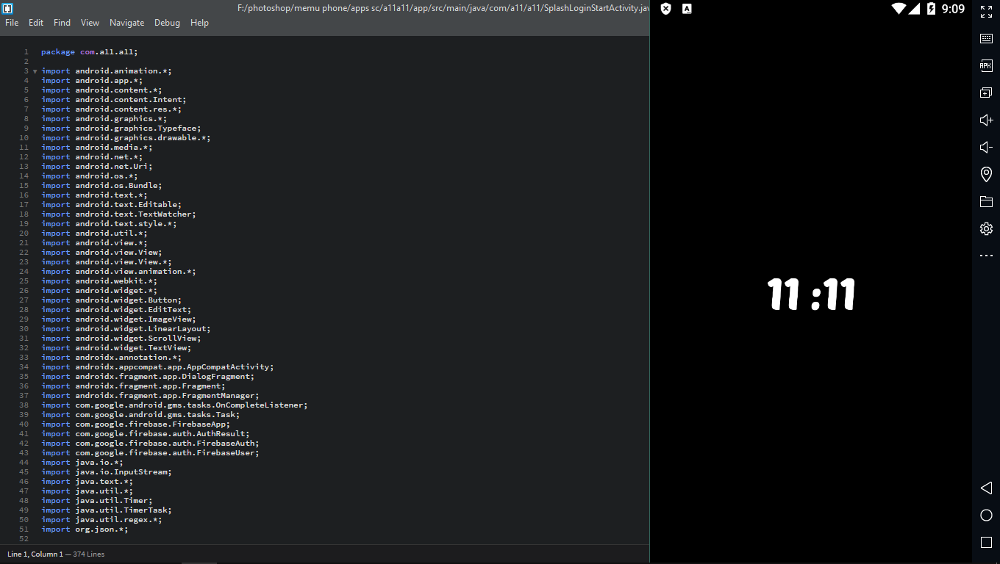 F:/photoshop/memu phone/apps sc/a11a11/app/src/main/java/com/a11/a11/SplashLoginStartActivity.jav
File Edit Find View Navigate Debug Help
1 package com.a11.a11;
2
3 import android.animation.*;
4 import android.app.*;
5 import android.content.*;
6 import android.content.Intent;
7 import android.content.res.*;
8 import android.graphics.*;
9 import android.graphics.Typeface;
10 import android.graphics.drawable.*;
11 import android.media.*;
12 import android.net.*;
13 import android.net.Uri;
14 import android.os.*;
15 import android.os.Bundle;
16 import android.text.*;
17 import android.text.Editable;
18 import android.text.TextWatcher;
19 import android.text.style.*;
20 import android.util.*;
21 import android.view.*;
22 import android.view.View;
23 import android.view.View.*;
24 import android.view.animation.*;
25 import android.webkit.*;
26 import android.widget.*;
27 import android.widget.Button;
28 import android.widget.EditText;
29 import android.widget.ImageView;
30 import android.widget.LinearLayout;
31 import android.widget.ScrollView;
32 import android.widget.TextView;
33 import androidx.annotation.*;
34 import androidx.appcompat.app.AppCompatActivity;
35 import androidx.fragment.app.DialogFragment;
36 import androidx.fragment.app.Fragment;
37 import androidx.fragment.app.FragmentManager;
38 import com.google.android.gms.tasks.OnCompleteListener;
39 import com.google.android.gms.tasks.Task;
40 import com.google.firebase.FirebaseApp;
41 import com.google.firebase.auth.AuthResult;
42 import com.google.firebase.auth.FirebaseAuth;
43 import com.google.firebase.auth.FirebaseUser;
44 import java.io.*;
45 import java.io.InputStream;
46 import java.text.*;
47 import java.util.*;
48 import java.util.Timer;
49 import java.util.TimerTask;
50 import java.util.regex.*;
51 import org.json.*;
52
Line 1, Column 1 — 374 Lines
A
9:09
11 :11
APK